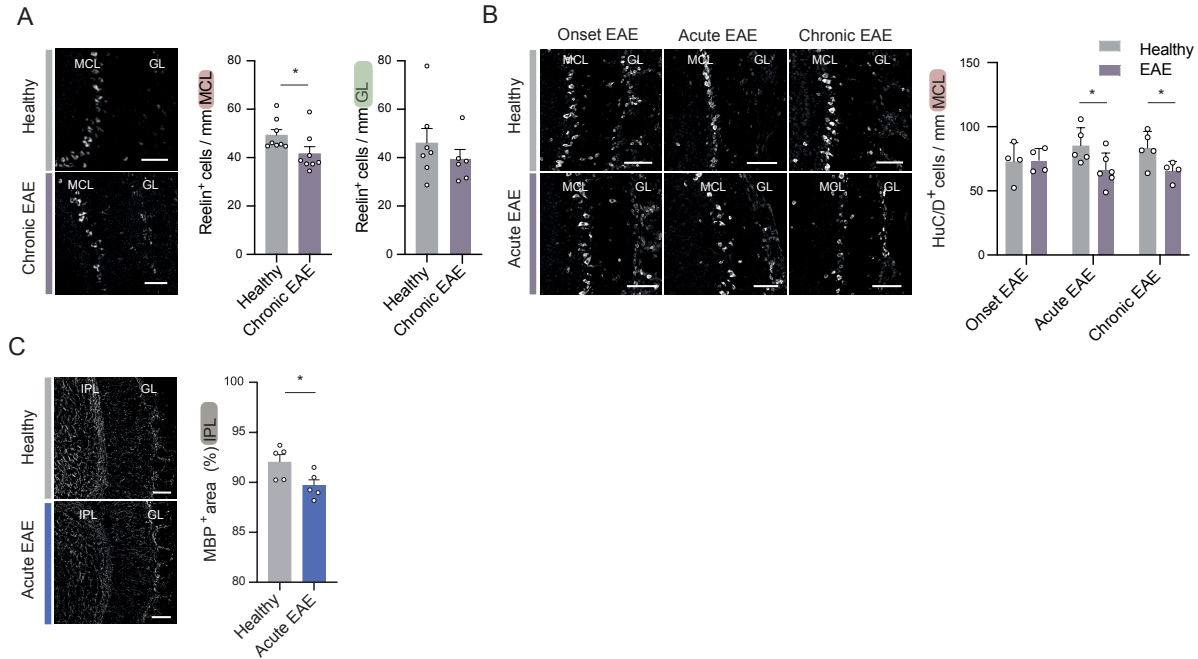 A
Healthy
Chronic EAE
MCL
GL
MCL
GL
Reelin+ cells / mm MCL
80
60
40
20
0
*
Healthy
Chronic EAE
Reelin+ cells / mm GL
80
60
40
20
0
Healthy
Chronic EAE
B
Onset EAE
Acute EAE
Chronic EAE
Healthy
Acute EAE
MCL
GL
MCL
GL
MCL
GL
MCL
GL
MCL
GL
MGL
GL
HuC/D+ cells / mm MCL
150
100
50
0
Healthy
EAE
*
*
Onset EAE
Acute EAE
Chronic EAE
C
Healthy
Acute EAE
IPL
GL
IPL
GL
MBP+ area (%) IPL
100
95
90
85
80
*
Healthy
Acute EAE